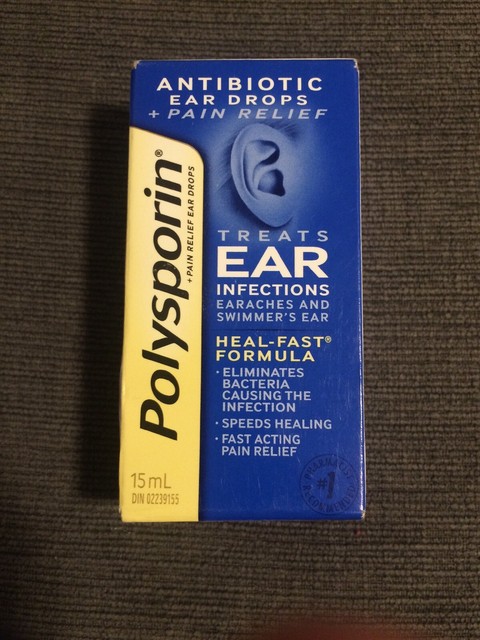 ANTIBIOTIC
EAR DROPS
+ PAIN RELIEF
Polysporin®
+PAIN RELIEF EAR DROPS
TREATS
EAR
INFECTIONS
EARACHES AND
SWIMMER'S EAR
HEAL-FAST®
FORMULA
• ELIMINATES
BACTERIA
CAUSING THE
INFECTION
• SPEEDS HEALING
• FAST ACTING
PAIN RELIEF
#1
15 mL
DIN 02239155